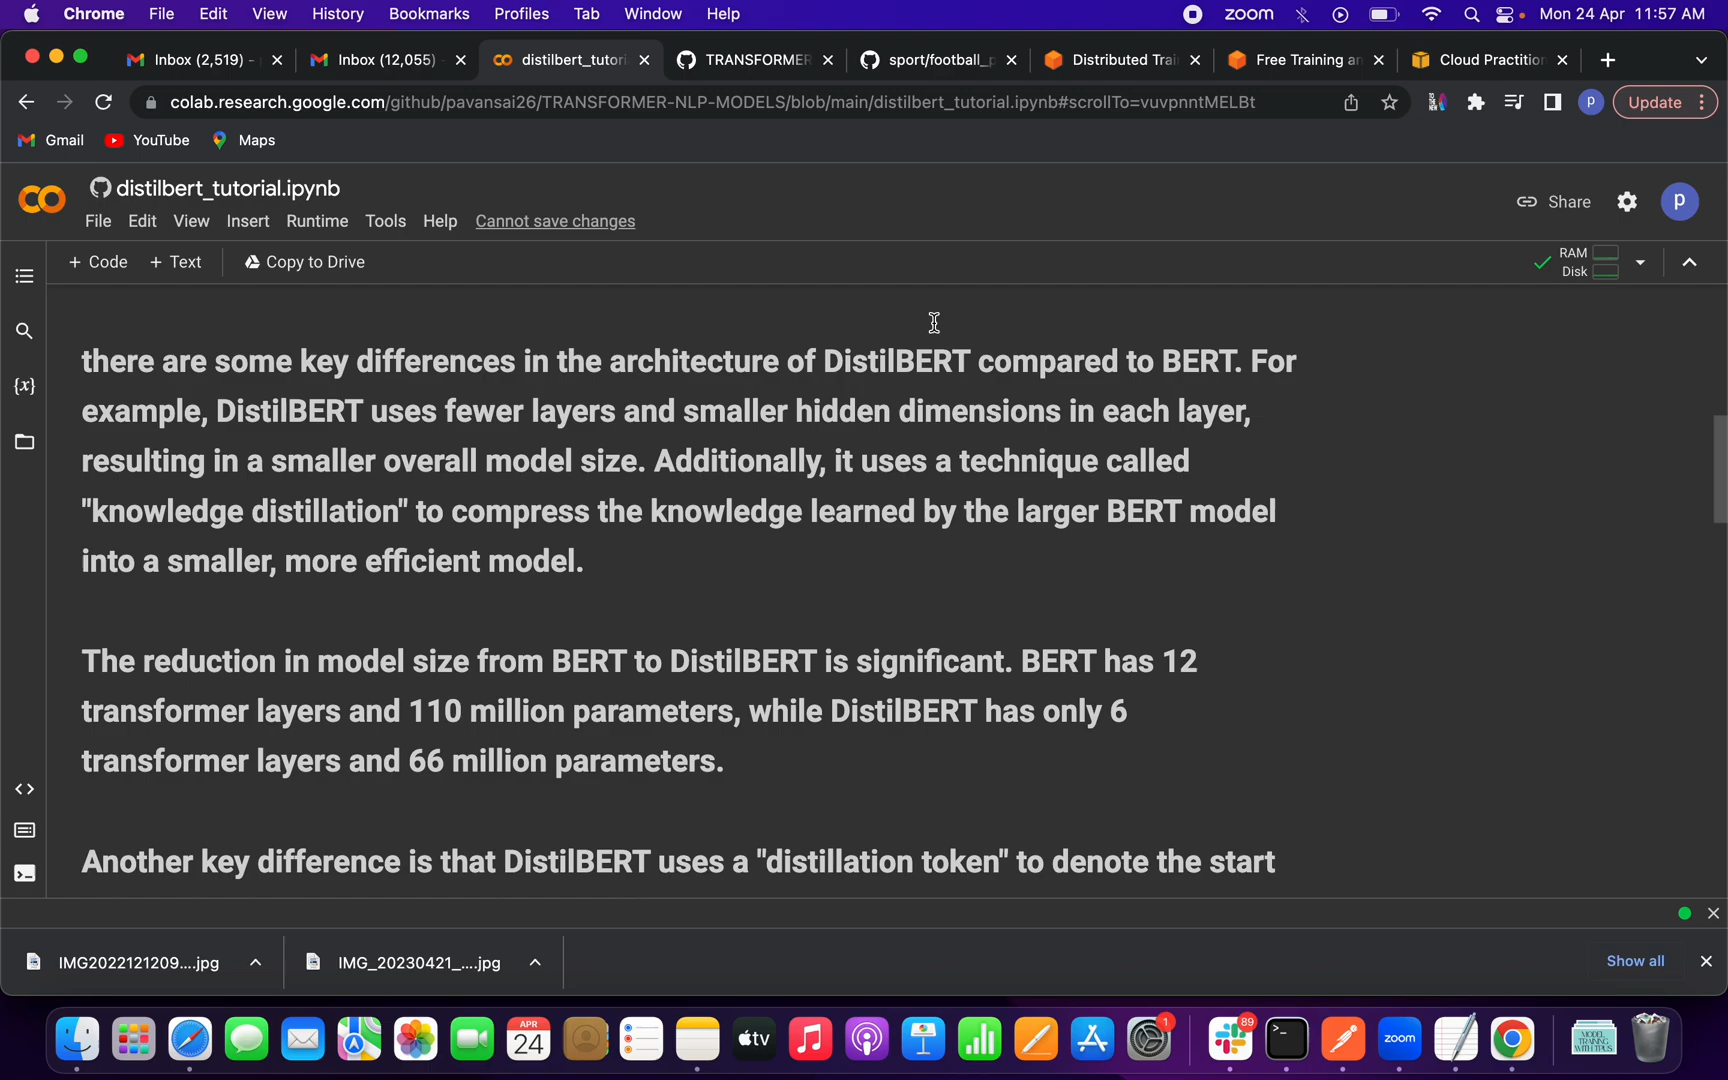 Chrome File Edit View History Bookmarks Profiles Tab Window Help
zoom Mon 24 Apr 11:57 AM
Inbox (2,519) -
Inbox (12,055)
distilbert_tutori
TRANSFORMER
sport/football_p
Distributed Trai
Free Training an
Cloud Practition
colab.research.google.com/github/pavansai26/TRANSFORMER-NLP-MODELS/blob/main/distilbert_tutorial.ipynb#scrollTo=vuvpnntMELBt
p
Update
Gmail YouTube Maps
distilbert_tutorial.ipynb
File Edit View Insert Runtime Tools Help Cannot save changes
Share
p
+ Code + Text Copy to Drive
RAM
Disk
{x}
there are some key differences in the architecture of DistilBERT compared to BERT. For
example, DistilBERT uses fewer layers and smaller hidden dimensions in each layer,
resulting in a smaller overall model size. Additionally, it uses a technique called
"knowledge distillation" to compress the knowledge learned by the larger BERT model
into a smaller, more efficient model.
The reduction in model size from BERT to DistilBERT is significant. BERT has 12
transformer layers and 110 million parameters, while DistilBERT has only 6
transformer layers and 66 million parameters.
Another key difference is that DistilBERT uses a "distillation token" to denote the start
IMG2022121209....jpg
IMG_20230421_....jpg
Show all
APR
24
tv
1
89
zoom
MODEL
TRAINING
WITH TPUS